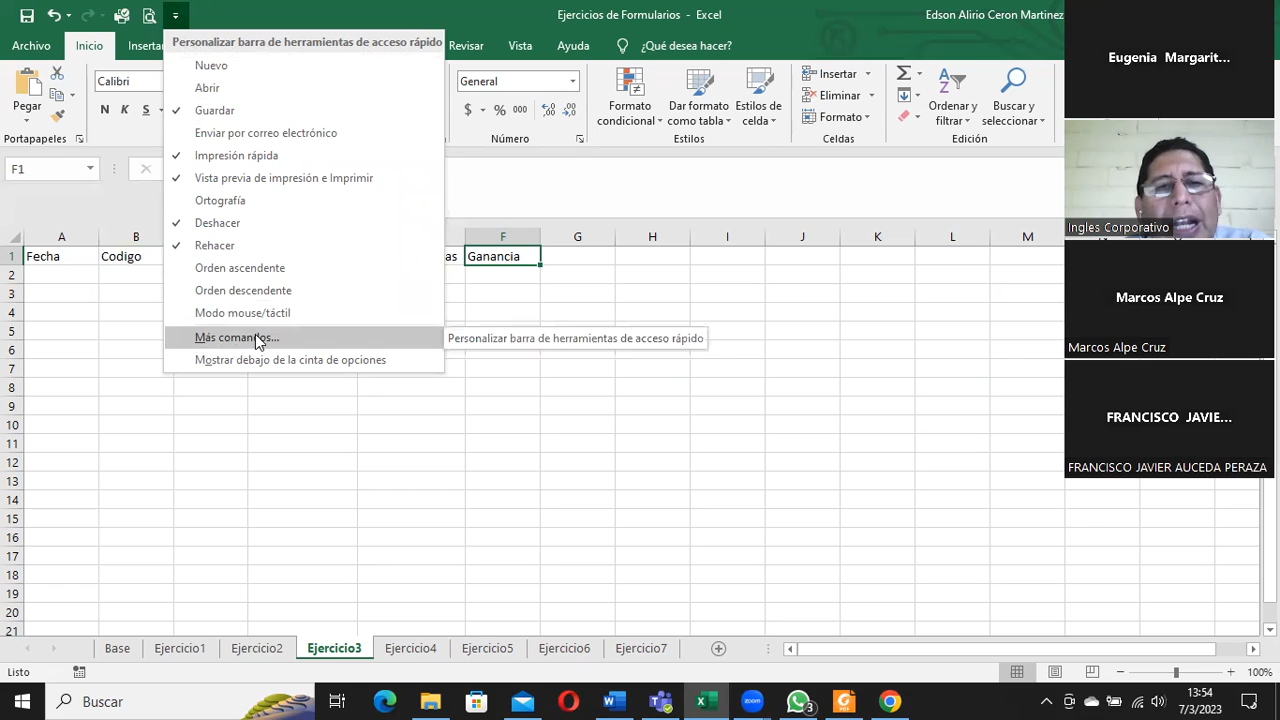 Ejercicios de Formularios - Excel
Edson Alirio Ceron Martinez
Archivo
Inicio
Insertar
Revisar
Vista
Ayuda
¿Qué desea hacer?
Personalizar barra de herramientas de acceso rápido
Nuevo
Abrir
Guardar
Enviar por correo electrónico
Impresión rápida
Vista previa de impresión e Imprimir
Ortografía
Deshacer
Rehacer
Orden ascendente
Orden descendente
Modo mouse/táctil
Más comandos...
Mostrar debajo de la cinta de opciones
Personalizar barra de herramientas de acceso rápido
Pegar
Portapapeles
Calibri
N K S
General
$ % 000
Número
Formato condicional
Dar formato como tabla
Estilos de celda
Estilos
Insertar
Eliminar
Formato
Celdas
Ordenar y filtrar
Buscar y seleccionar
F1
A B F G H I J K L M
1 Fecha Codigo as Ganancia
2
3
4
5
6
7
8
9
10
11
12
13
14
15
16
17
18
19
20
21
Base Ejercicio1 Ejercicio2 Ejercicio3 Ejercicio4 Ejercicio5 Ejercicio6 Ejercicio7
Listo
100%
Buscar
3
13:54
7/3/2023
Eugenia Margarit...
Ingles Corporativo
Marcos Alpe Cruz
Marcos Alpe Cruz
FRANCISCO JAVIE...
FRANCISCO JAVIER AUCEDA PERAZA